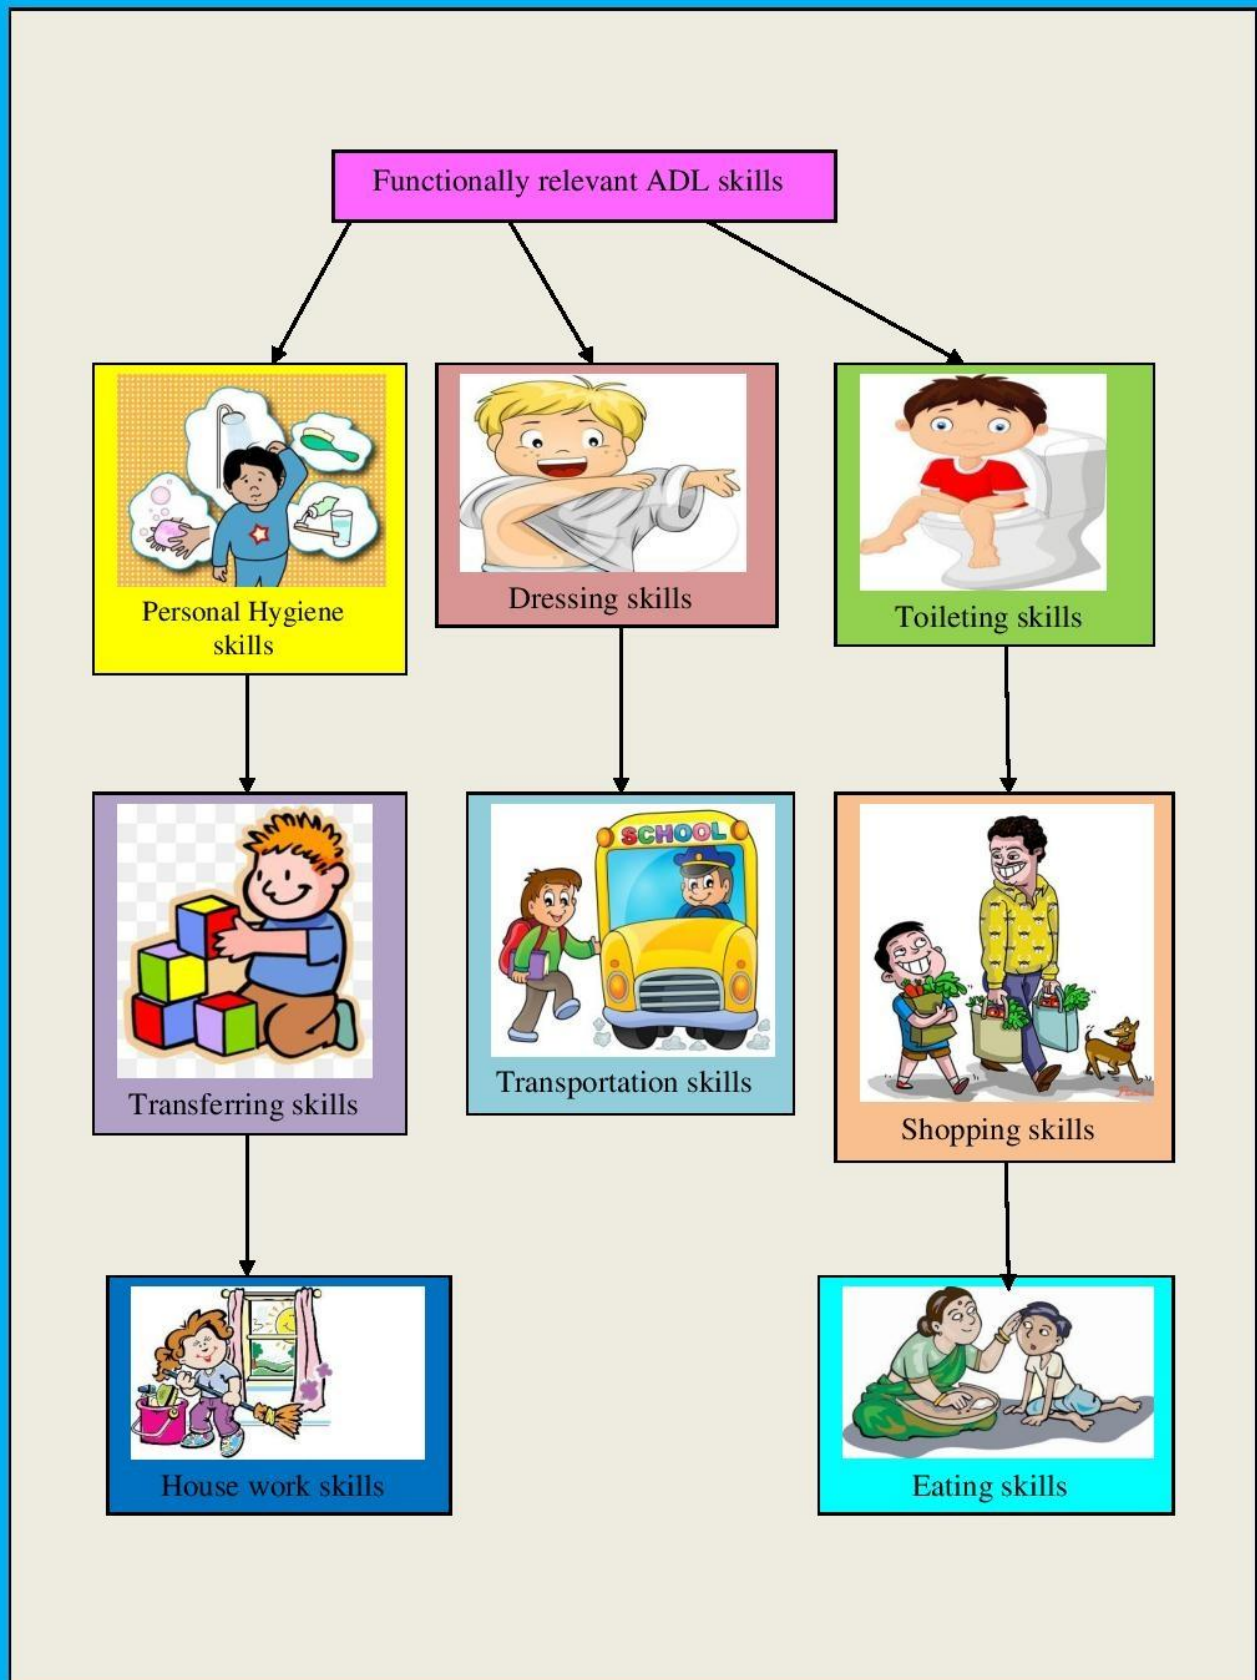 Functionally relevant ADL skills
Personal Hygiene
skills
Dressing skills
Toileting skills
SCHOOL
Transferring skills
Transportation skills
Shopping skills
House work skills
Eating skills